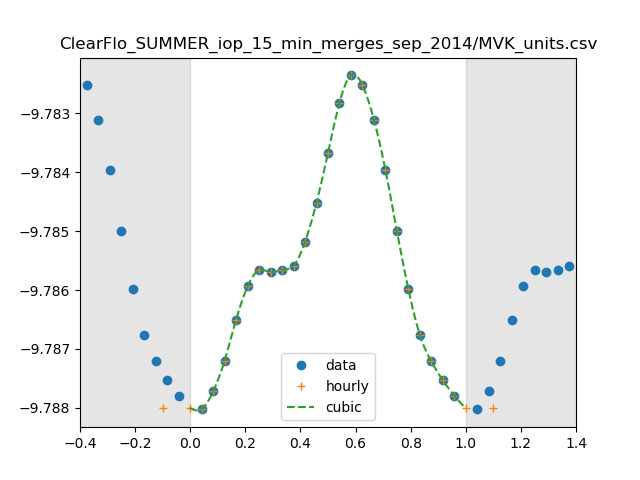 ClearFlo_SUMMER_iop_15_min_merges_sep_2014/MVK_units.csv
−9.783
−9.784
−9.785
−9.786
−9.787
−9.788
data
hourly
cubic
−0.4 −0.2 0.0 0.2 0.4 0.6 0.8 1.0 1.2 1.4